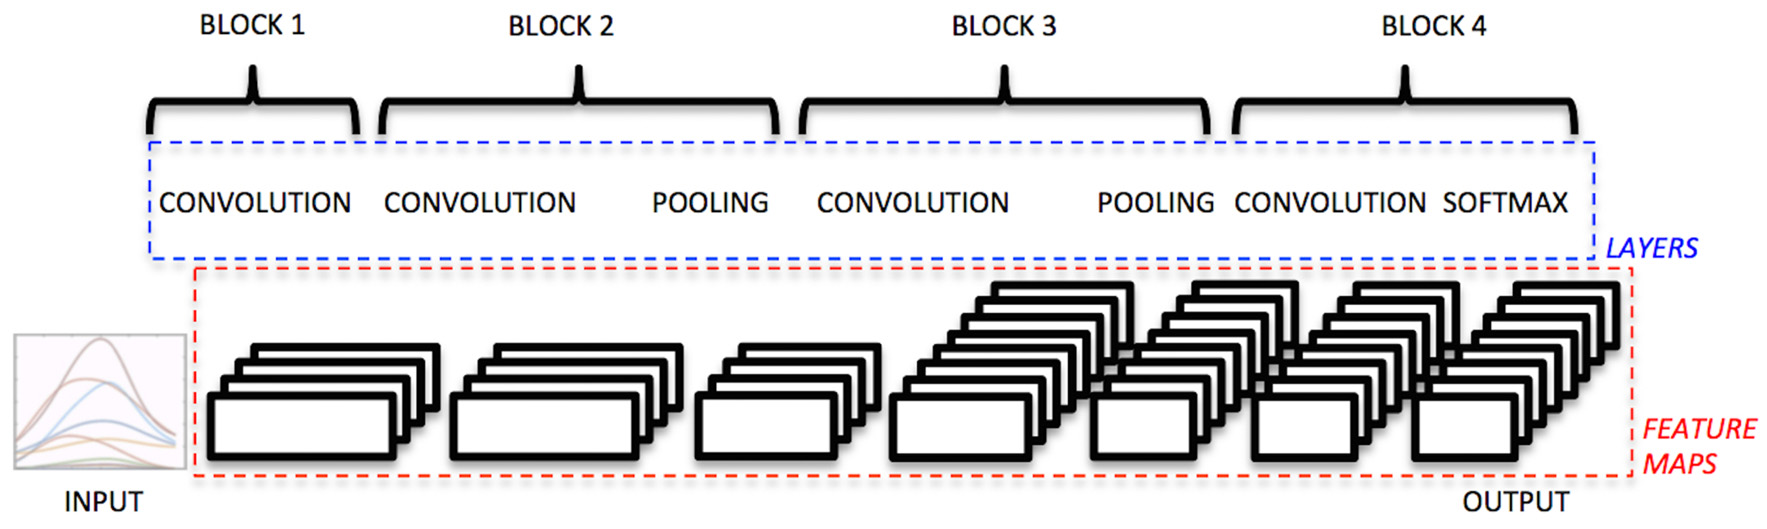 BLOCK 1 BLOCK 2 BLOCK 3 BLOCK 4
CONVOLUTION CONVOLUTION POOLING CONVOLUTION POOLING CONVOLUTION SOFTMAX
LAYERS
FEATURE
MAPS
INPUT OUTPUT